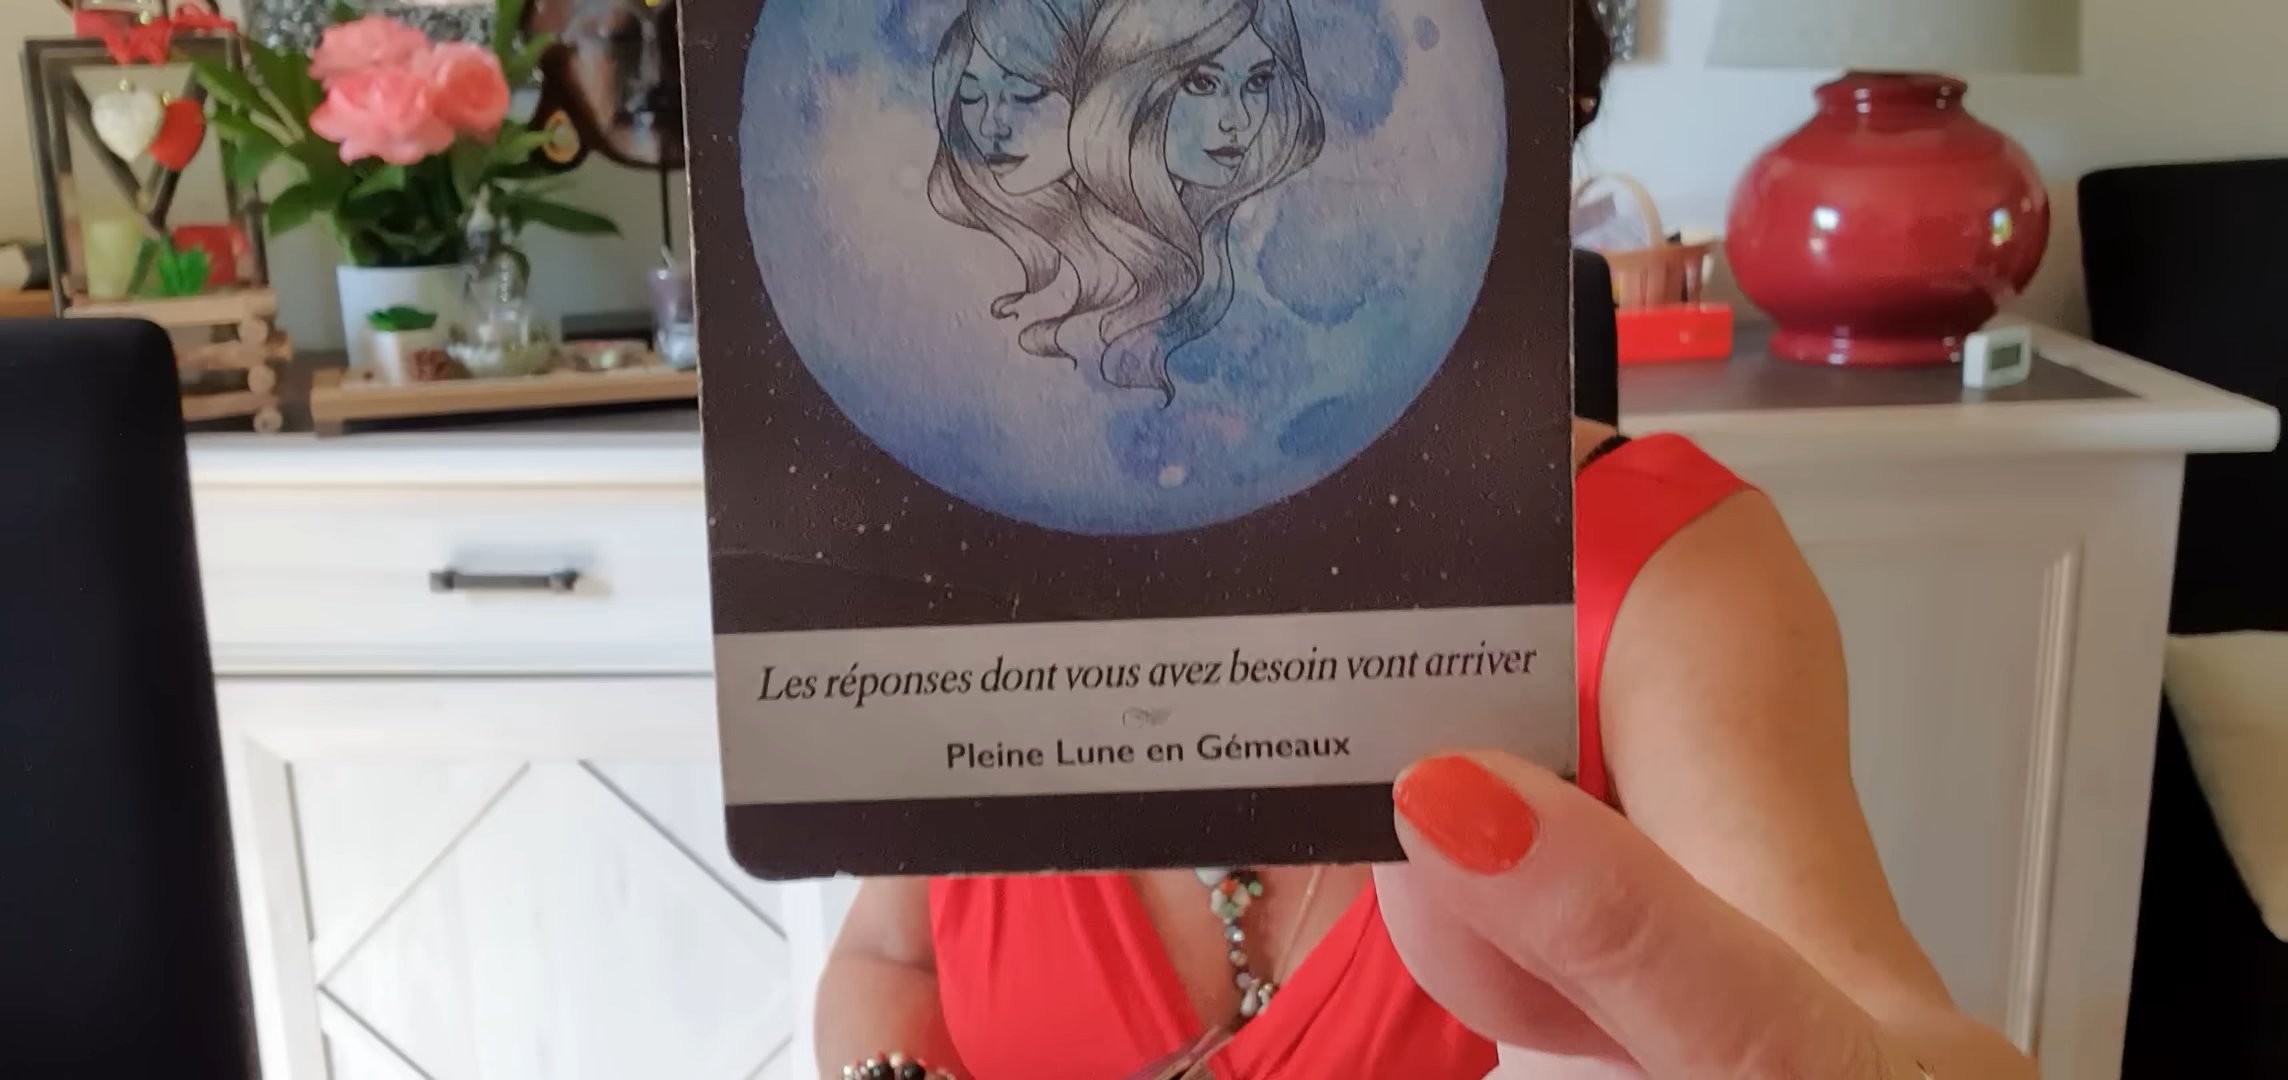 Les réponses dont vous avez besoin vont arriver
Pleine Lune en Gémeaux